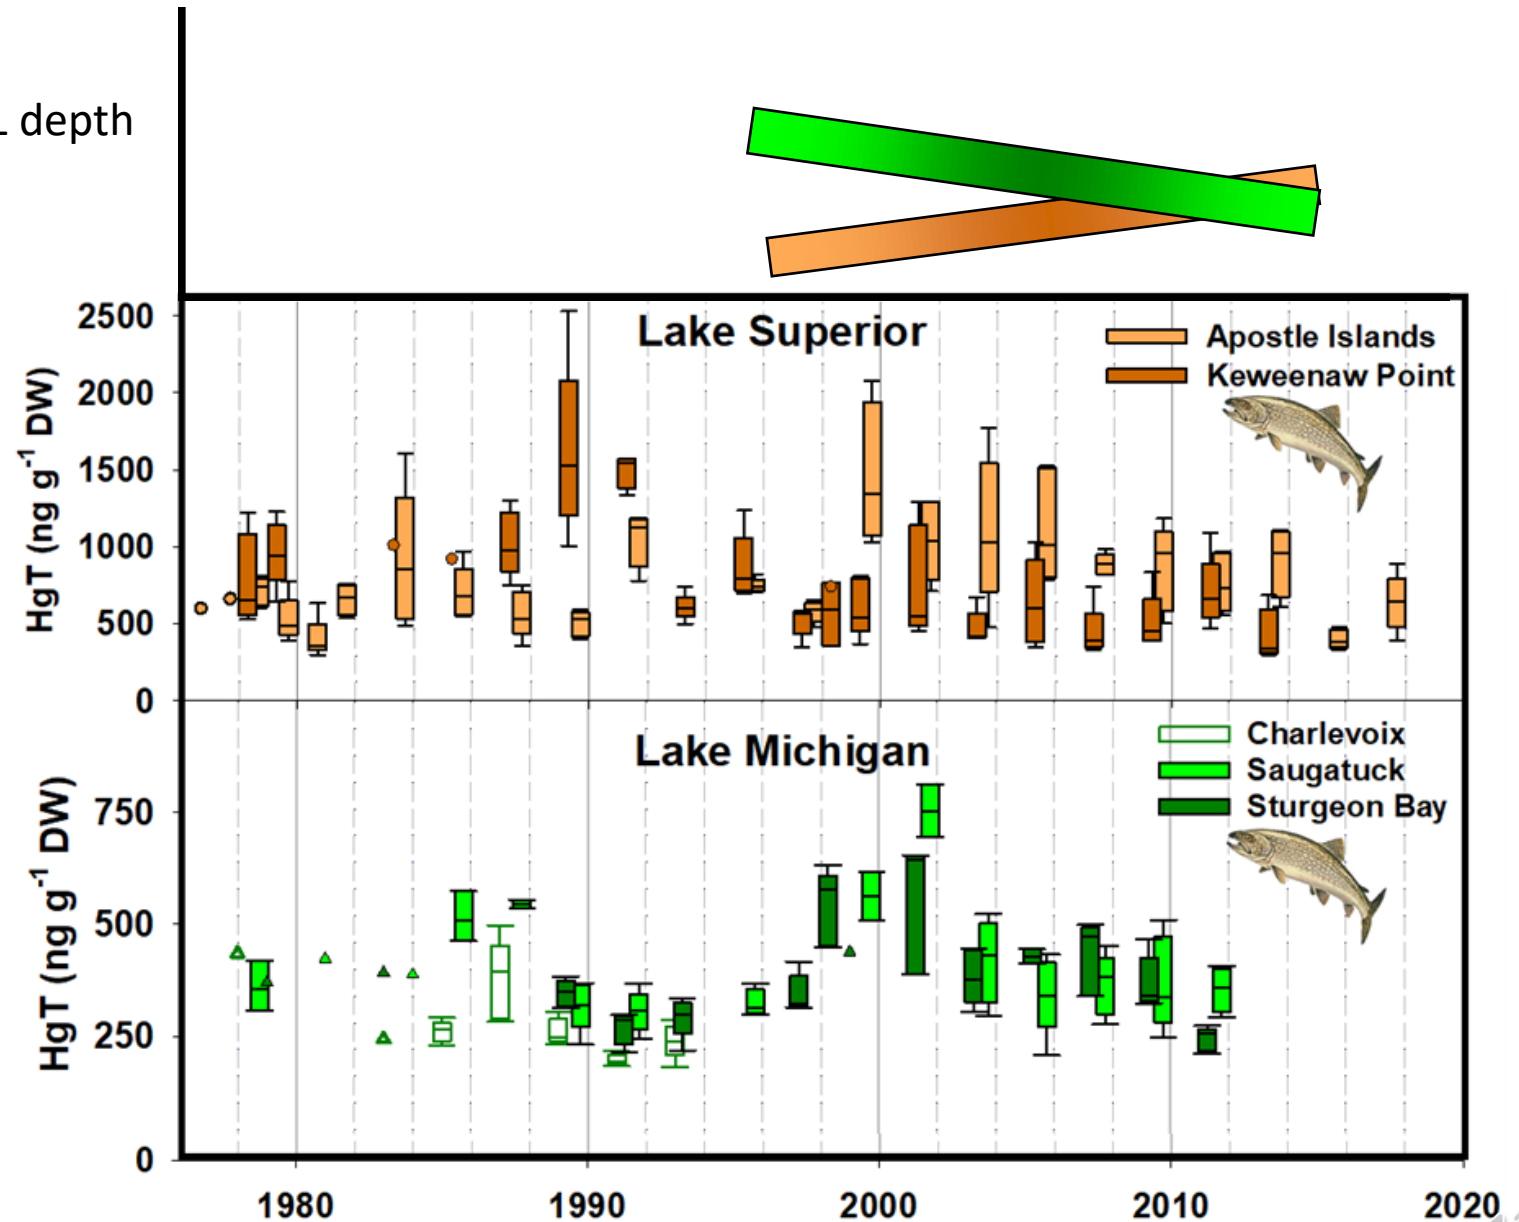 depth
Lake Superior
Apostle Islands
Keweenaw Point
HgT (ng g⁻¹ DW)
2500
2000
1500
1000
500
0
Lake Michigan
Charlevoix
Saugatuck
Sturgeon Bay
HgT (ng g⁻¹ DW)
750
500
250
0
1980 1990 2000 2010 2020